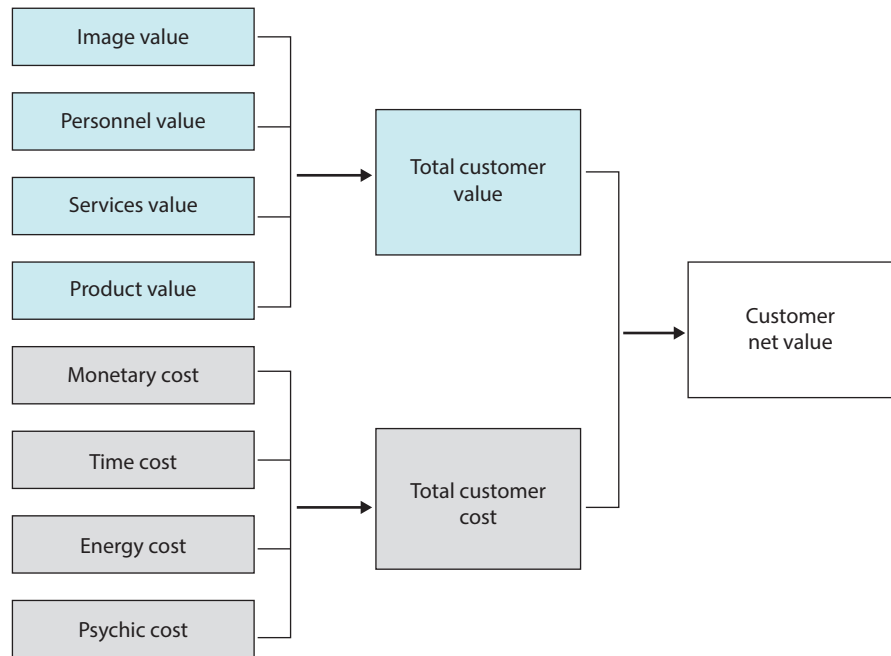 Image value
Personnel value
Services value
Product value
Monetary cost
Time cost
Energy cost
Psychic cost
Total customer
value
Total customer
cost
Customer
net value